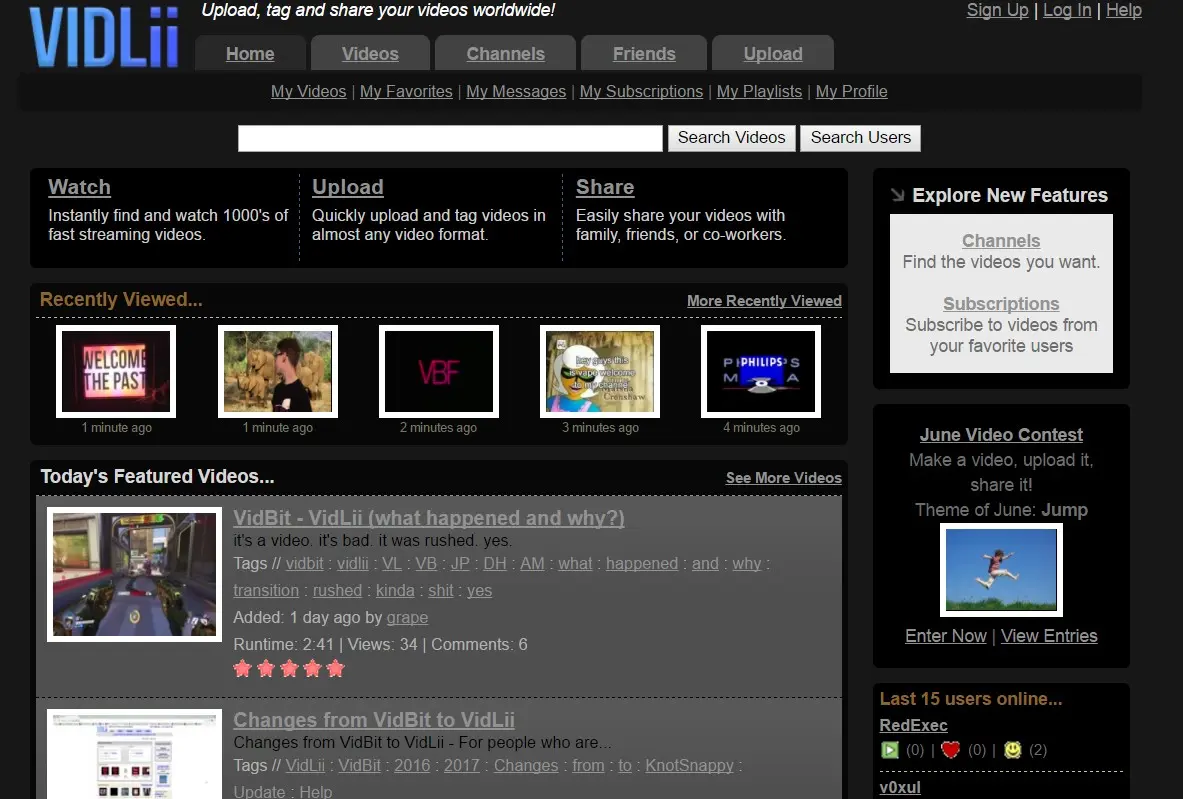 VIDLii
Upload, tag and share your videos worldwide!
Sign Up | Log In | Help
Home Videos Channels Friends Upload
My Videos | My Favorites | My Messages | My Subscriptions | My Playlists | My Profile
Search Videos Search Users
Watch
Instantly find and watch 1000's of
fast streaming videos.
Upload
Quickly upload and tag videos in
almost any video format.
Share
Easily share your videos with
family, friends, or co-workers.
Recently Viewed... More Recently Viewed
WELCOME
THE PAST
VBF
hey guys this
is vape welcome
to my channel
Crenshaw
PHILIPS
1 minute ago 1 minute ago 2 minutes ago 3 minutes ago 4 minutes ago
Today's Featured Videos... See More Videos
VidBit - VidLii (what happened and why?)
it's a video. it's bad. it was rushed. yes.
Tags // vidbit : vidlii : VL : VB : JP : DH : AM : what : happened : and : why :
transition : rushed : kinda : shit : yes
Added: 1 day ago by grape
Runtime: 2:41 | Views: 34 | Comments: 6
Changes from VidBit to VidLii
Changes from VidBit to VidLii - For people who are...
Tags // VidLii : VidBit : 2016 : 2017 : Changes : from : to : KnotSnappy :
Update : Help
Explore New Features
Channels
Find the videos you want.
Subscriptions
Subscribe to videos from
your favorite users
June Video Contest
Make a video, upload it,
share it!
Theme of June: Jump
Enter Now | View Entries
Last 15 users online...
RedExec
(0) | (0) | (2)
v0xul